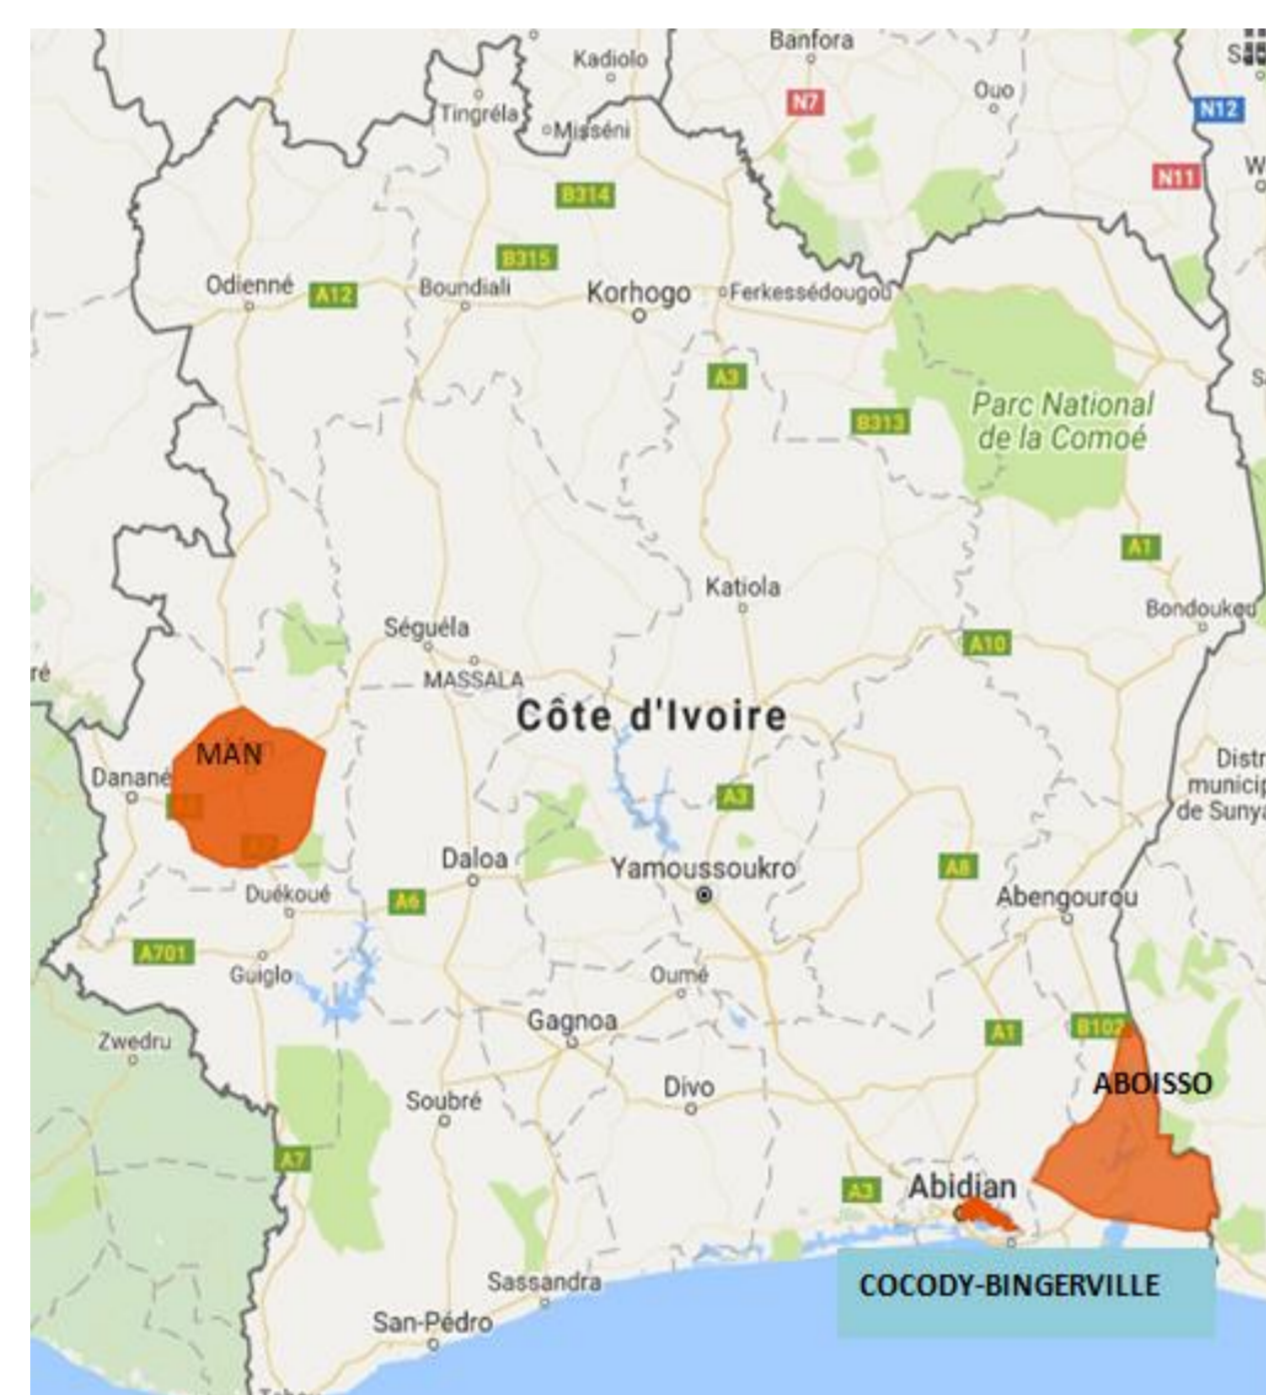 Banfora
Kadiolo
Ouo
Tingréla
N7
N12
Misséni
N11
B314
B315
Odienné
A12
Boundiali
Korhogo
Ferkessédougou
A3
Parc National
de la Comoé
B313
A1
Katiola
Bondoukou
Séguéla
A10
MASSALA
Côte d'Ivoire
MAN
Danané
A3
Distr
municip
de Sunya
Daloa
Yamoussoukro
A8
Duékoué
A6
Abengourou
A701
Guiglo
Oumé
Gagnoa
A1
B102
Zwedru
ABOISSO
Soubré
Divo
A7
A3
Abidjan
COCODY-BINGERVILLE
Sassandra
San-Pédro